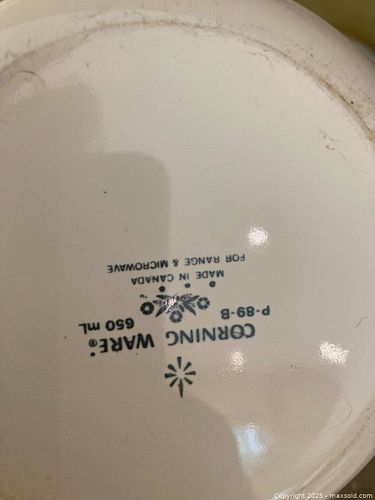 CORNING WARE®
P-89-B 650 mL
MADE IN CANADA
FOR RANGE & MICROWAVE
Copyright 2025 - maxsold.com